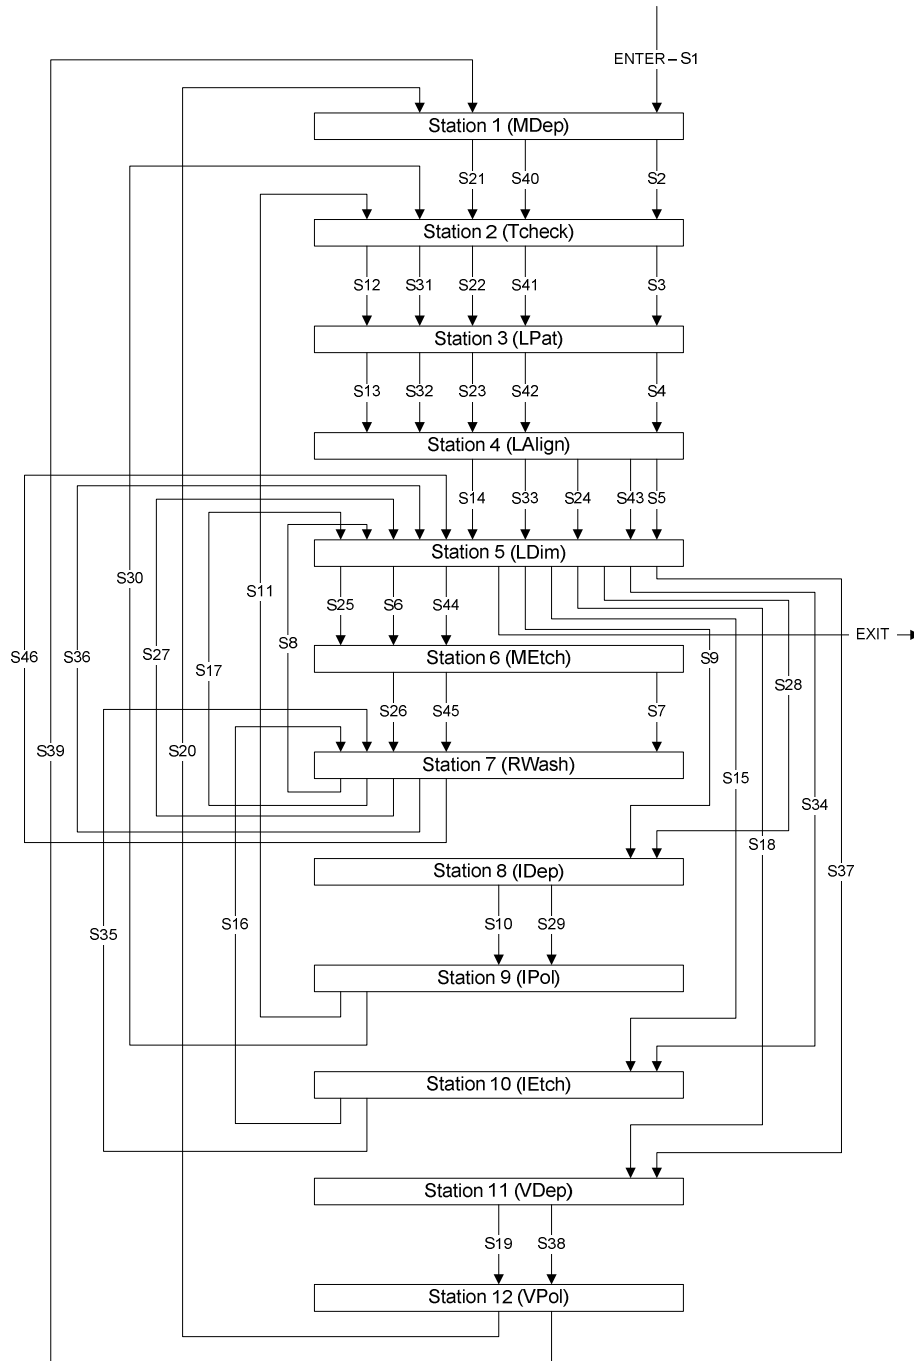 ENTER – S1
Station 1 (MDep)
S21 S40 S2
Station 2 (Tcheck)
S12 S31 S22 S41 S3
Station 3 (LPat)
S13 S32 S23 S42 S4
Station 4 (LAlign)
S14 S33 S24 S43 S5
Station 5 (LDim)
S30 S11 S25 S6 S44
EXIT
S46 S36 S27 S17 S8 S9 S28
Station 6 (MEtch)
S26 S45 S7
S39 S20
Station 7 (RWash)
S15
S34
S18
Station 8 (IDep)
S37
S35 S16 S10 S29
Station 9 (IPol)
Station 10 (IEtch)
Station 11 (VDep)
S19 S38
Station 12 (VPol)